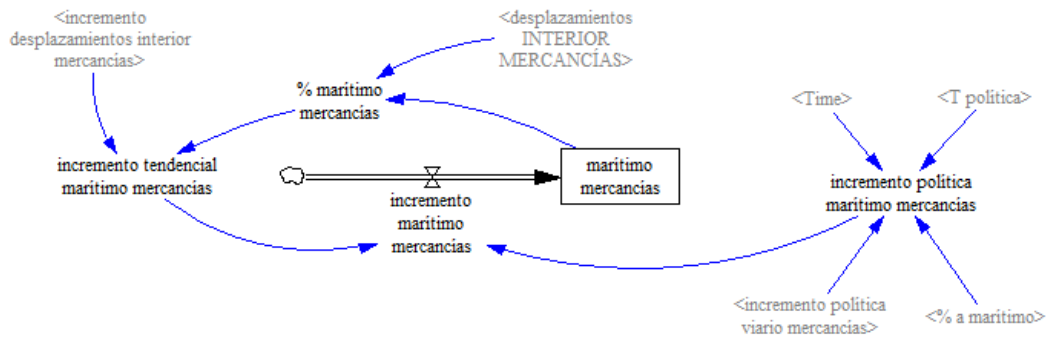 <incremento
desplazamientos interior
mercancías>
<desplazamientos
INTERIOR
MERCANCÍAS>
% maritimo
mercancias
<Time>
<T politica>
incremento tendencial
maritimo mercancias
maritimo
mercancias
incremento politica
maritimo mercancias
incremento
maritimo
mercancias
<incremento politica
viario mercancias>
<% a maritimo>